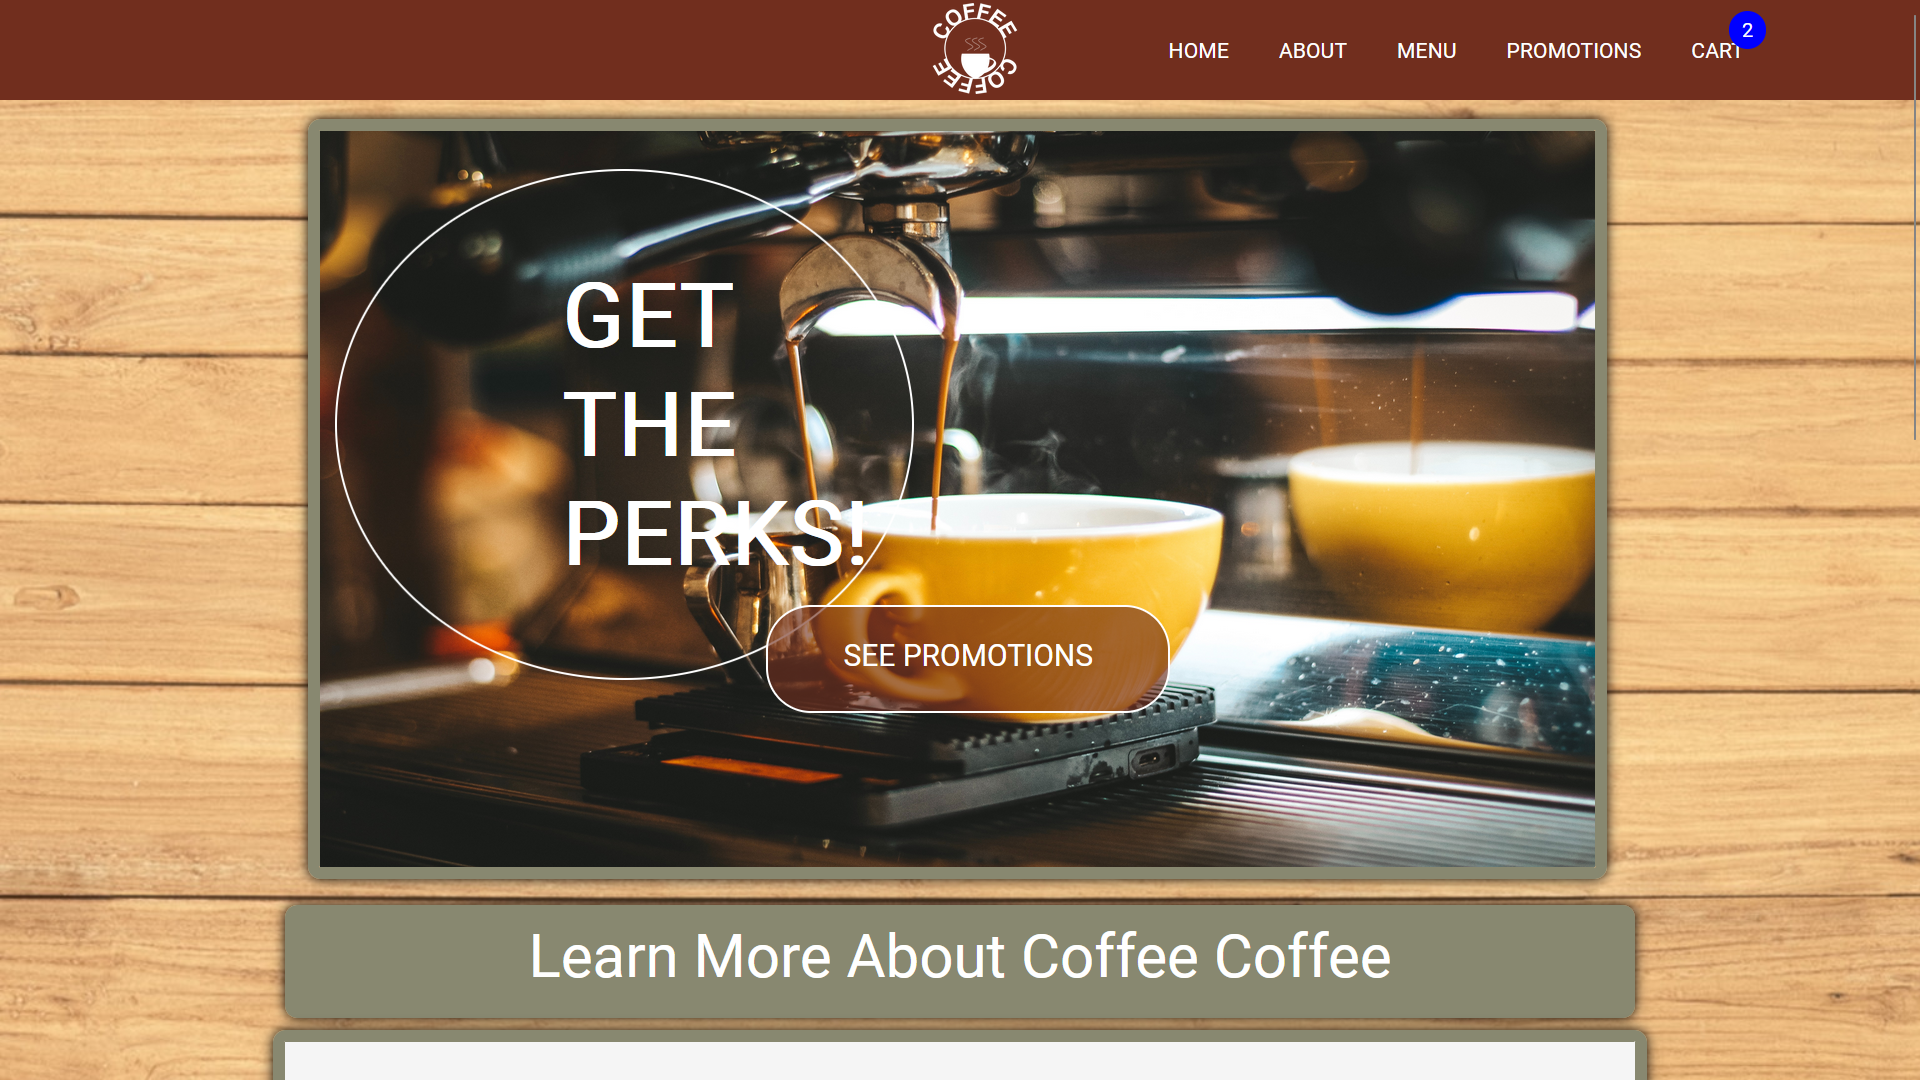 COFFEE
COFFEE
HOME ABOUT MENU PROMOTIONS CART 2
GET
THE
PERKS!
SEE PROMOTIONS
Learn More About Coffee Coffee